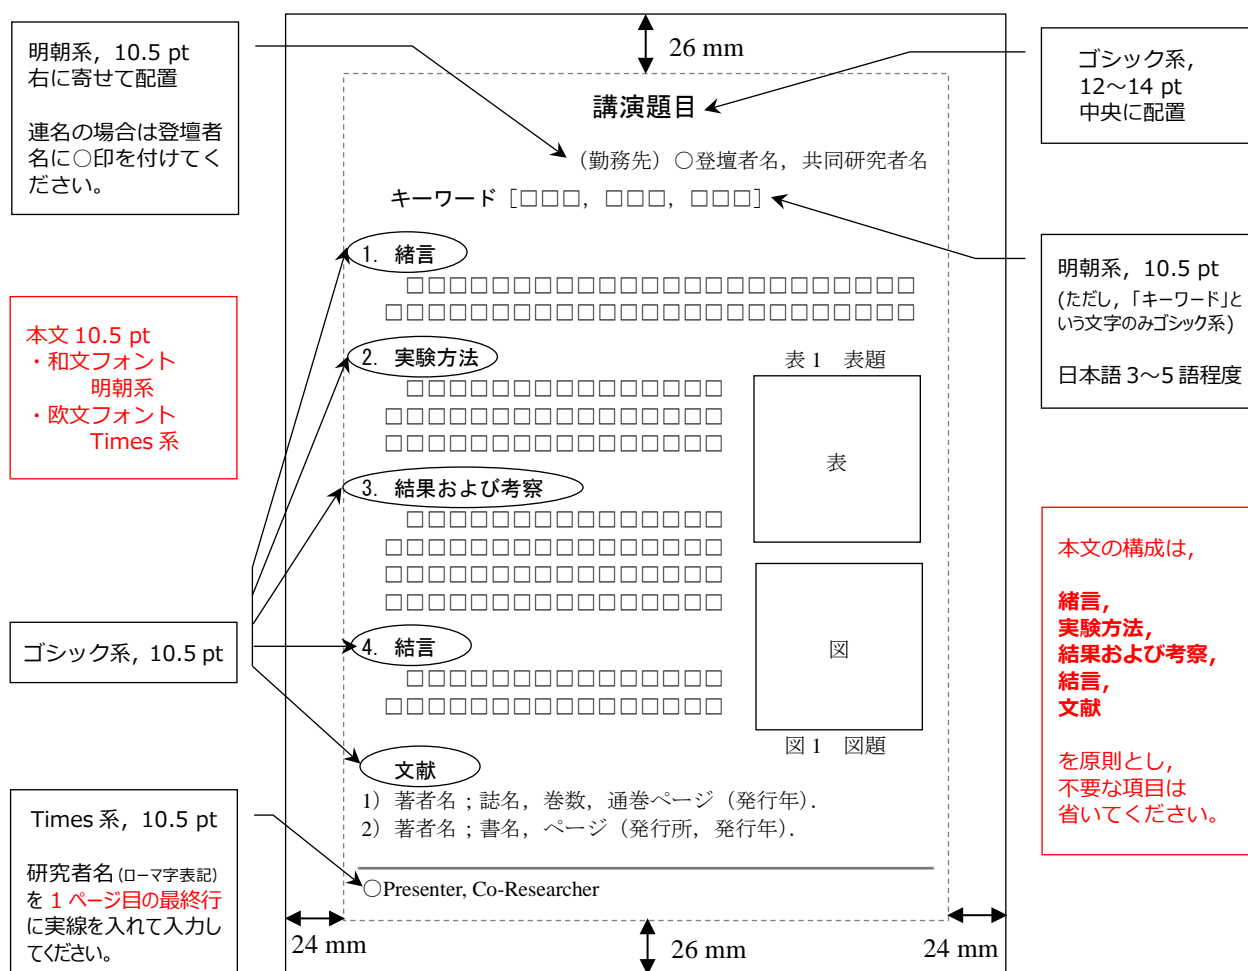 明朝系，10.5 pt
右に寄せて配置
連名の場合は登壇者
名に○印を付けてく
ださい。
本文 10.5 pt
・和文フォント
明朝系
・欧文フォント
Times 系
ゴシック系，10.5 pt
Times 系，10.5 pt
研究者名 (ローマ字表記)
を 1 ページ目の最終行
に実線を入れて入力し
てください。
26 mm
講演題目
（勤務先）○登壇者名，共同研究者名
キーワード［□□□，□□□，□□□］
1. 緒言
□□□□□□□□□□□□□□□□□□□□□□□□
□□□□□□□□□□□□□□□□□□□□□□□□□
2. 実験方法
□□□□□□□□□□□□□□□
□□□□□□□□□□□□□□□□
□□□□□□□□□□□□□□□□
表 1　表題
表
3. 結果および考察
□□□□□□□□□□□□□□□
□□□□□□□□□□□□□□□□
□□□□□□□□□□□□□□□□
□□□□□□□□□□□□□□□□
4. 結言
□□□□□□□□□□□□□□□
□□□□□□□□□□□□□□□□
図
図 1　図題
文献
1）著者名；誌名，巻数，通巻ページ（発行年）．
2）著者名；書名，ページ（発行所，発行年）．
○Presenter, Co-Researcher
24 mm
26 mm
24 mm
ゴシック系，
12～14 pt
中央に配置
明朝系，10.5 pt
(ただし，「キーワード」と
いう文字のみゴシック系)
日本語 3～5 語程度
本文の構成は，
緒言，
実験方法，
結果および考察，
結言，
文献
を原則とし，
不要な項目は
省いてください。